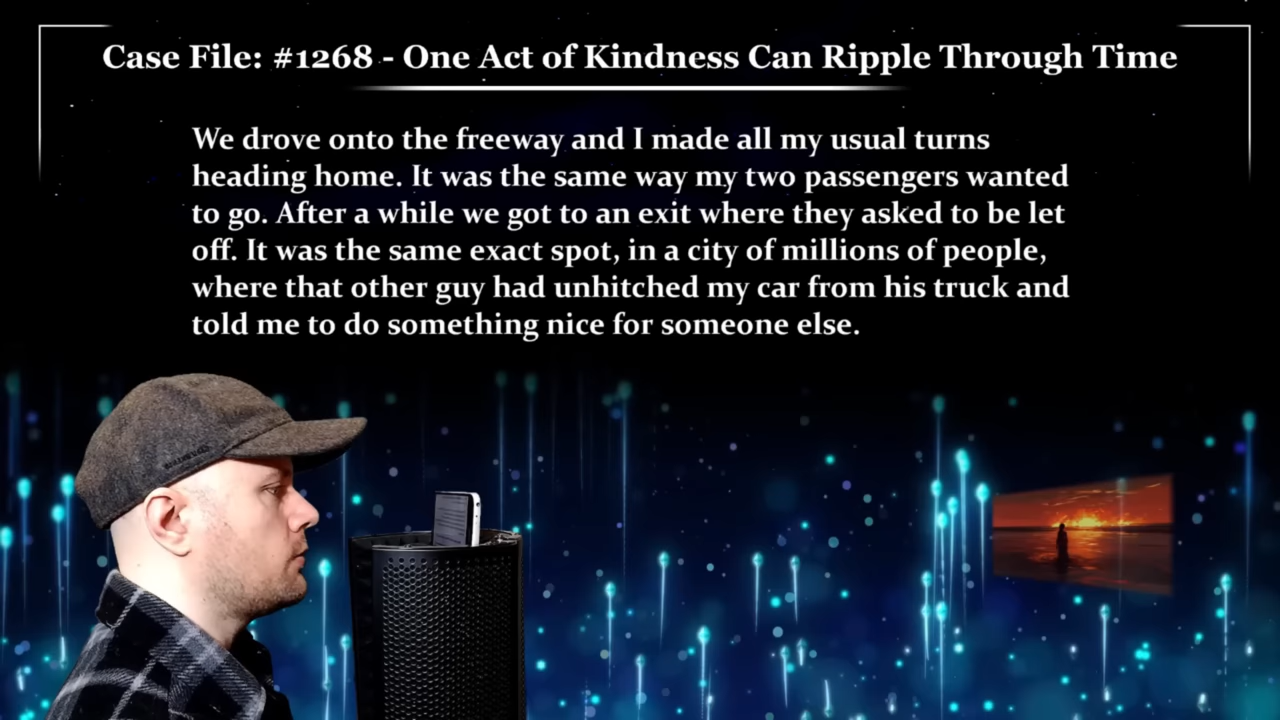 Case File: #1268 - One Act of Kindness Can Ripple Through Time
We drove onto the freeway and I made all my usual turns
heading home. It was the same way my two passengers wanted
to go. After a while we got to an exit where they asked to be let
off. It was the same exact spot, in a city of millions of people,
where that other guy had unhitched my car from his truck and
told me to do something nice for someone else.